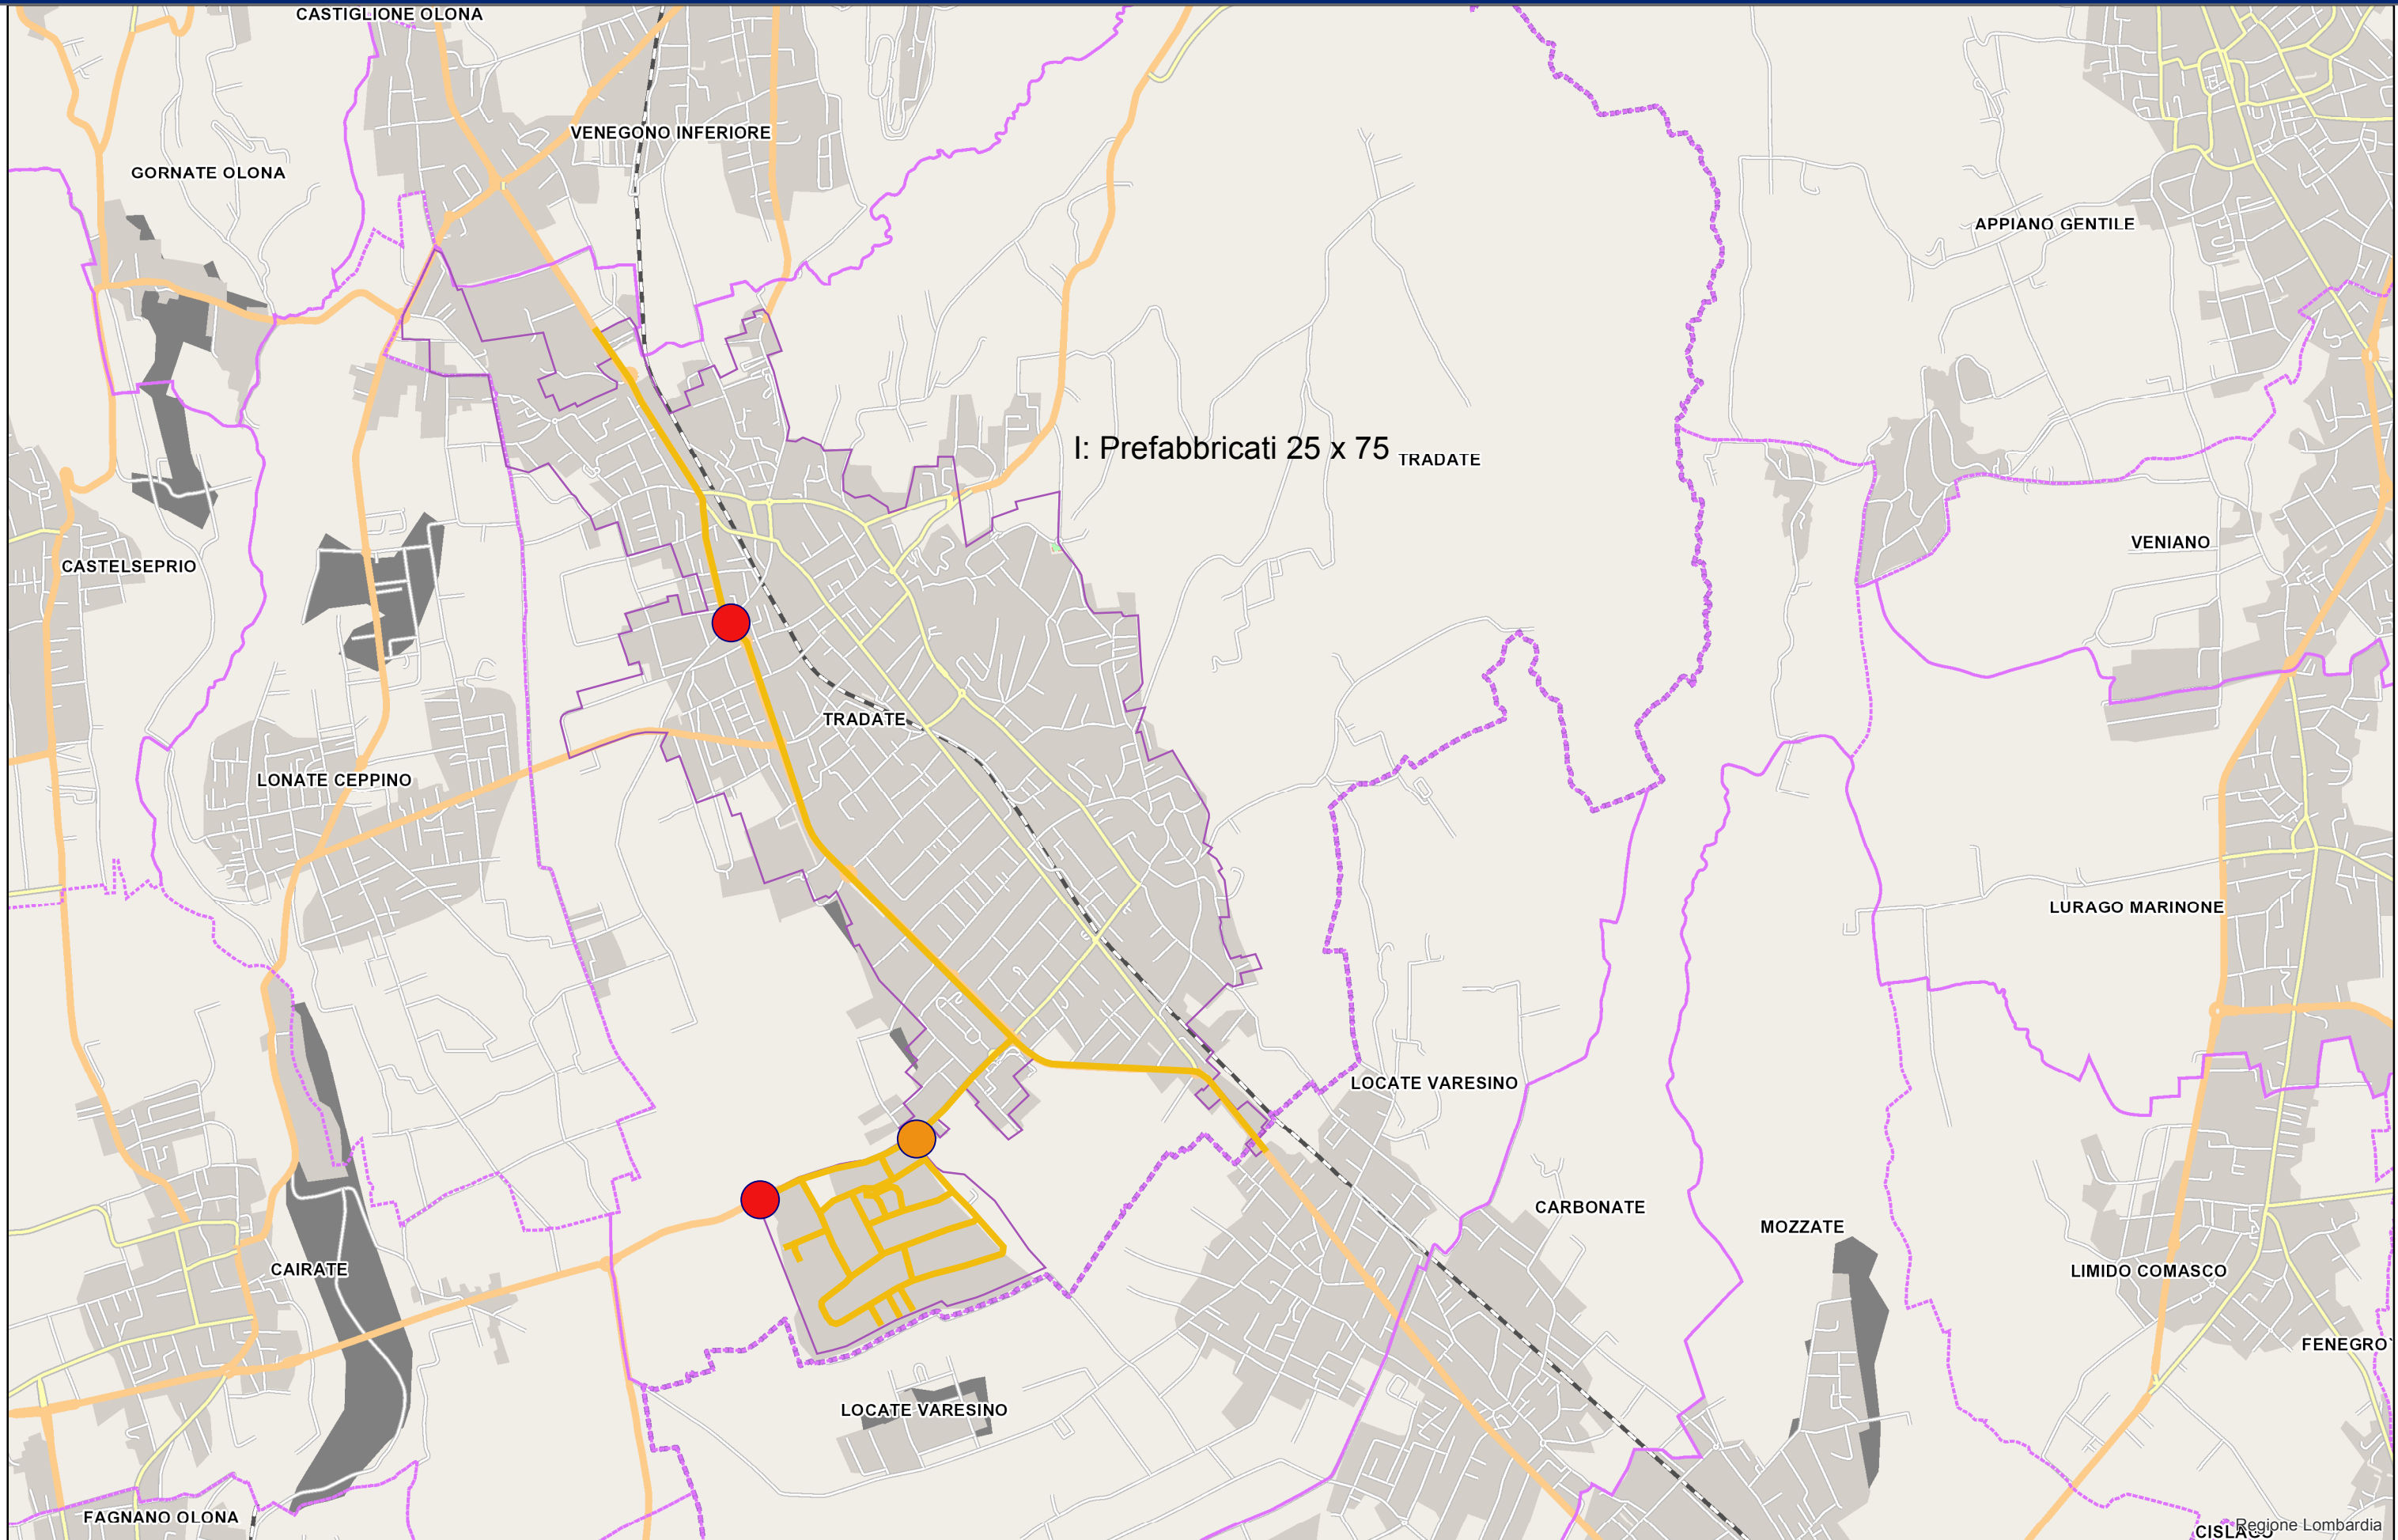 CASTIGLIONE OLONA
VENEGONO INFERIORE
GORNATE OLONA
APPIANO GENTILE
I: Prefabbricati 25 x 75
TRADATE
VENIANO
CASTELSEPRIO
TRADATE
LONATE CEPPINO
LURAGO MARINONE
LOCATE VARESINO
CARBONATE
MOZZATE
CAIRATE
LIMIDO COMASCO
FENEGRO'
LOCATE VARESINO
FAGNANO OLONA
CISLAGO
Regione Lombardia